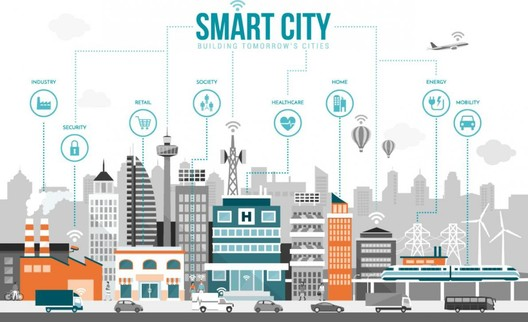 SMART CITY
BUILDING TOMORROW'S CITIES
INDUSTRY
SOCIETY
HOME
ENERGY
RETAIL
HEALTHCARE
MOBILITY
SECURITY
H